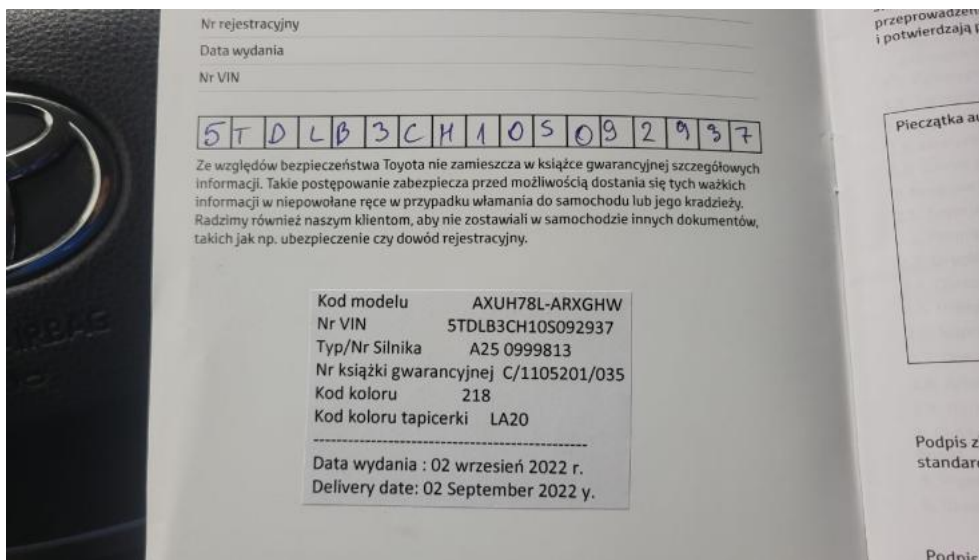 Nr rejestracyjny
Data wydania
Nr VIN
5TDLB3CH10S092937
Ze względów bezpieczeństwa Toyota nie zamieszcza w książce gwarancyjnej szczegółowych
informacji. Takie postępowanie zabezpiecza przed możliwością dostania się tych ważkich
informacji w niepowołane ręce w przypadku włamania do samochodu lub jego kradzieży.
Radzimy również naszym klientom, aby nie zostawiali w samochodzie innych dokumentów,
takich jak np. ubezpieczenie czy dowód rejestracyjny.
Kod modelu AXUH78L-ARXGHW
Nr VIN 5TDLB3CH10S092937
Typ/Nr Silnika A25 0999813
Nr książki gwarancyjnej C/1105201/035
Kod koloru 218
Kod koloru tapicerki LA20
------------------------------------------------
Data wydania : 02 wrzesień 2022 r.
Delivery date: 02 September 2022 y.
i potwierdzają
Pieczątka
Podpis